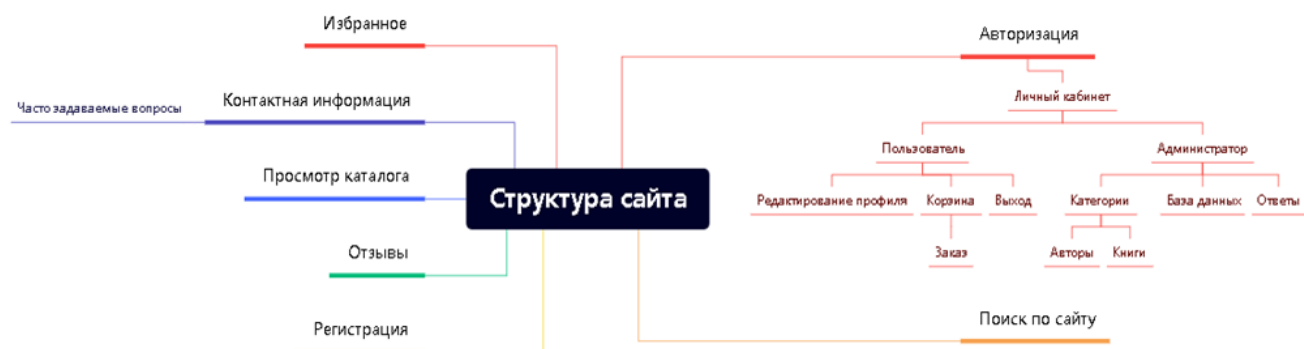 Избранное
Авторизация
Часто задаваемые вопросы
Контактная информация
Личный кабинет
Пользователь
Администратор
Просмотр каталога
Структура сайта
Редактирование профиля
Корзина
Выход
Категории
База данных
Ответы
Отзывы
Заказ
Авторы
Книги
Регистрация
Поиск по сайту